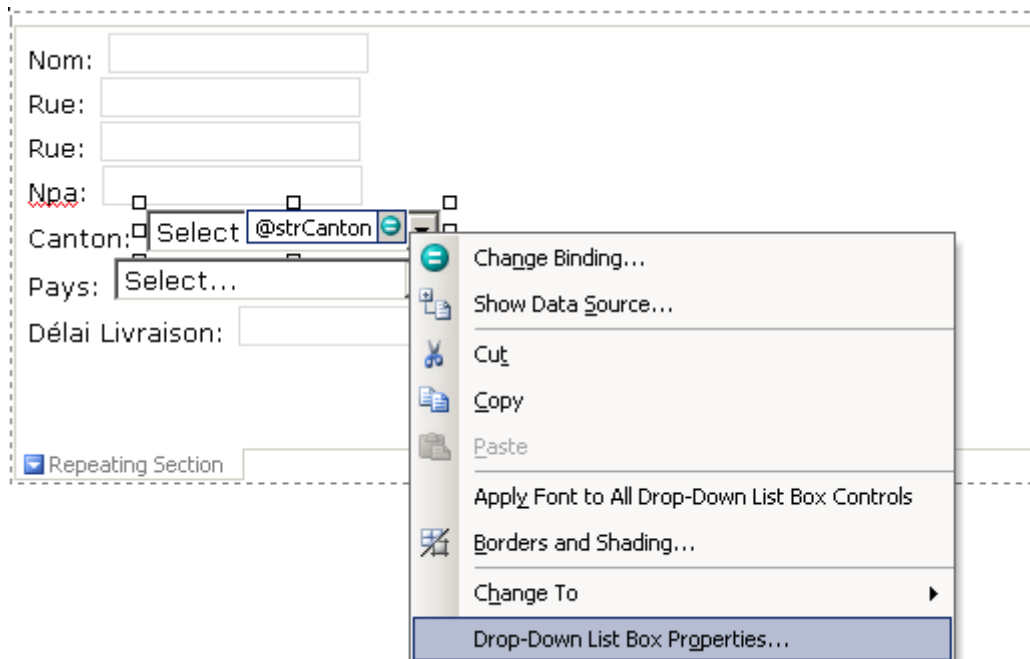 Nom:
Rue:
Rue:
Npa:
Canton: Select @strCanton
Pays: Select...
Délai Livraison:
Repeating Section
Change Binding...
Show Data Source...
Cut
Copy
Paste
Apply Font to All Drop-Down List Box Controls
Borders and Shading...
Change To
Drop-Down List Box Properties...